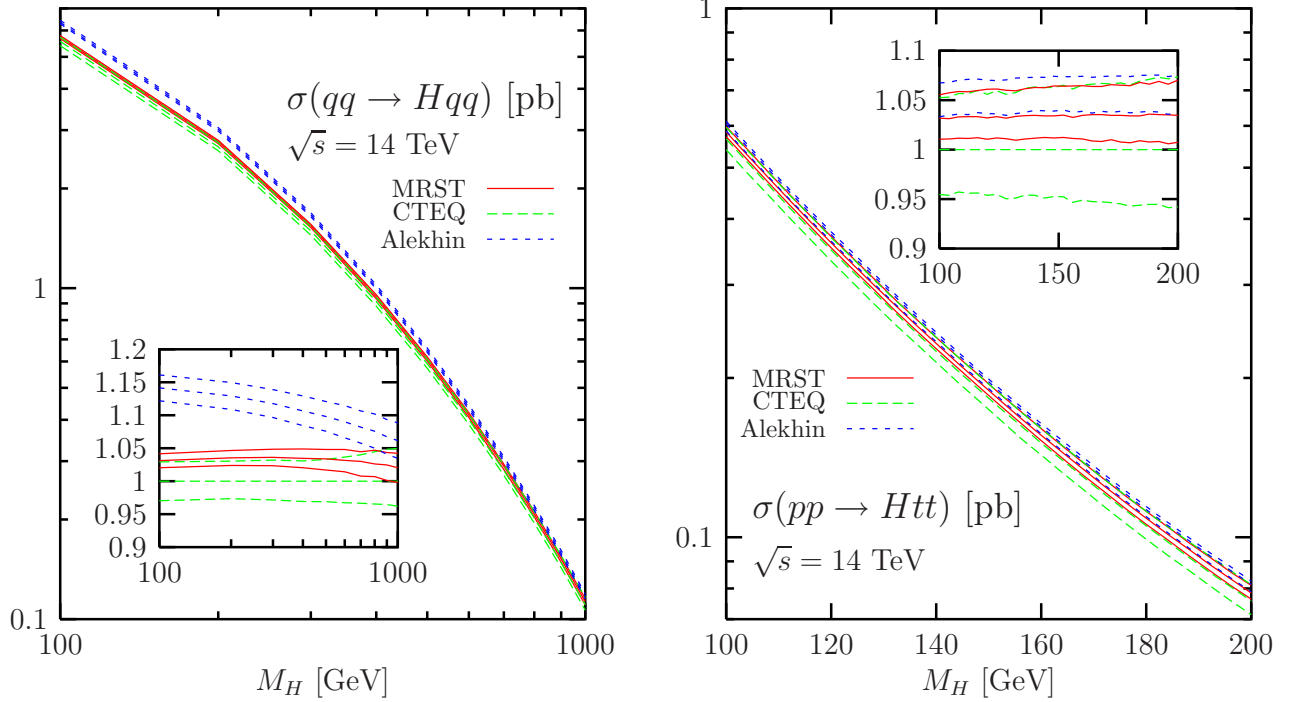 σ(qq → Hqq) [pb]
√s = 14 TeV
MRST
CTEQ
Alekhin
1
0.1
1.2
1.15
1.1
1.05
1
0.95
0.9
100
1000
100
1000
M_H [GeV]
1
0.1
1.1
1.05
1
0.95
0.9
100
150
200
MRST
CTEQ
Alekhin
σ(pp → Htt) [pb]
√s = 14 TeV
100
120
140
160
180
200
M_H [GeV]